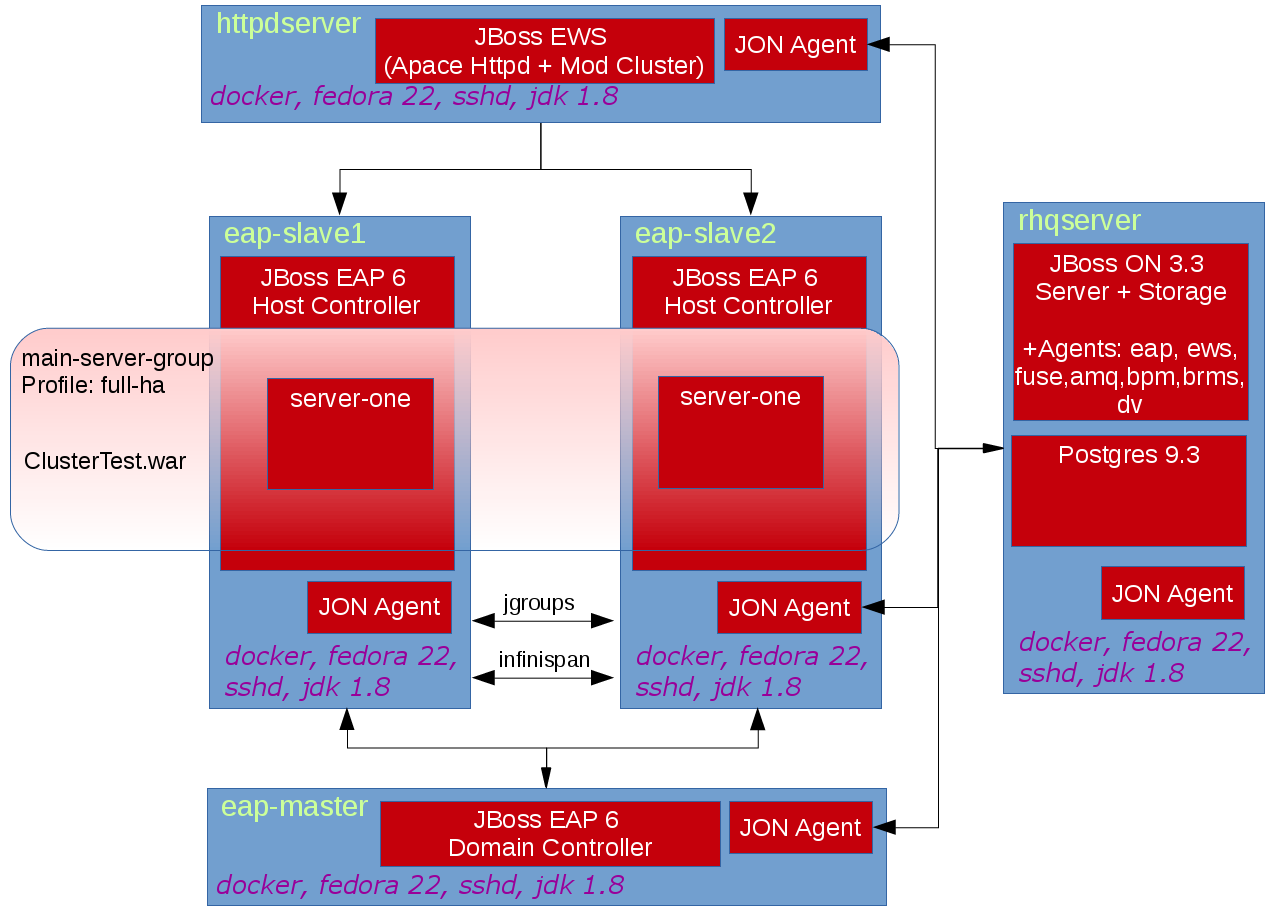 httpdserver
JBoss EWS
(Apace Httpd + Mod Cluster)
JON Agent
docker, fedora 22, sshd, jdk 1.8
eap-slave1
JBoss EAP 6
Host Controller
eap-slave2
JBoss EAP 6
Host Controller
main-server-group
Profile: full-ha
ClusterTest.war
server-one
server-one
JON Agent
docker, fedora 22,
sshd, jdk 1.8
jgroups
infinispan
JON Agent
docker, fedora 22,
sshd, jdk 1.8
rhqserver
JBoss ON 3.3
Server + Storage
+Agents: eap, ews,
fuse,amq,bpm,brms,
dv
Postgres 9.3
JON Agent
docker, fedora 22,
sshd, jdk 1.8
eap-master
JBoss EAP 6
Domain Controller
JON Agent
docker, fedora 22, sshd, jdk 1.8